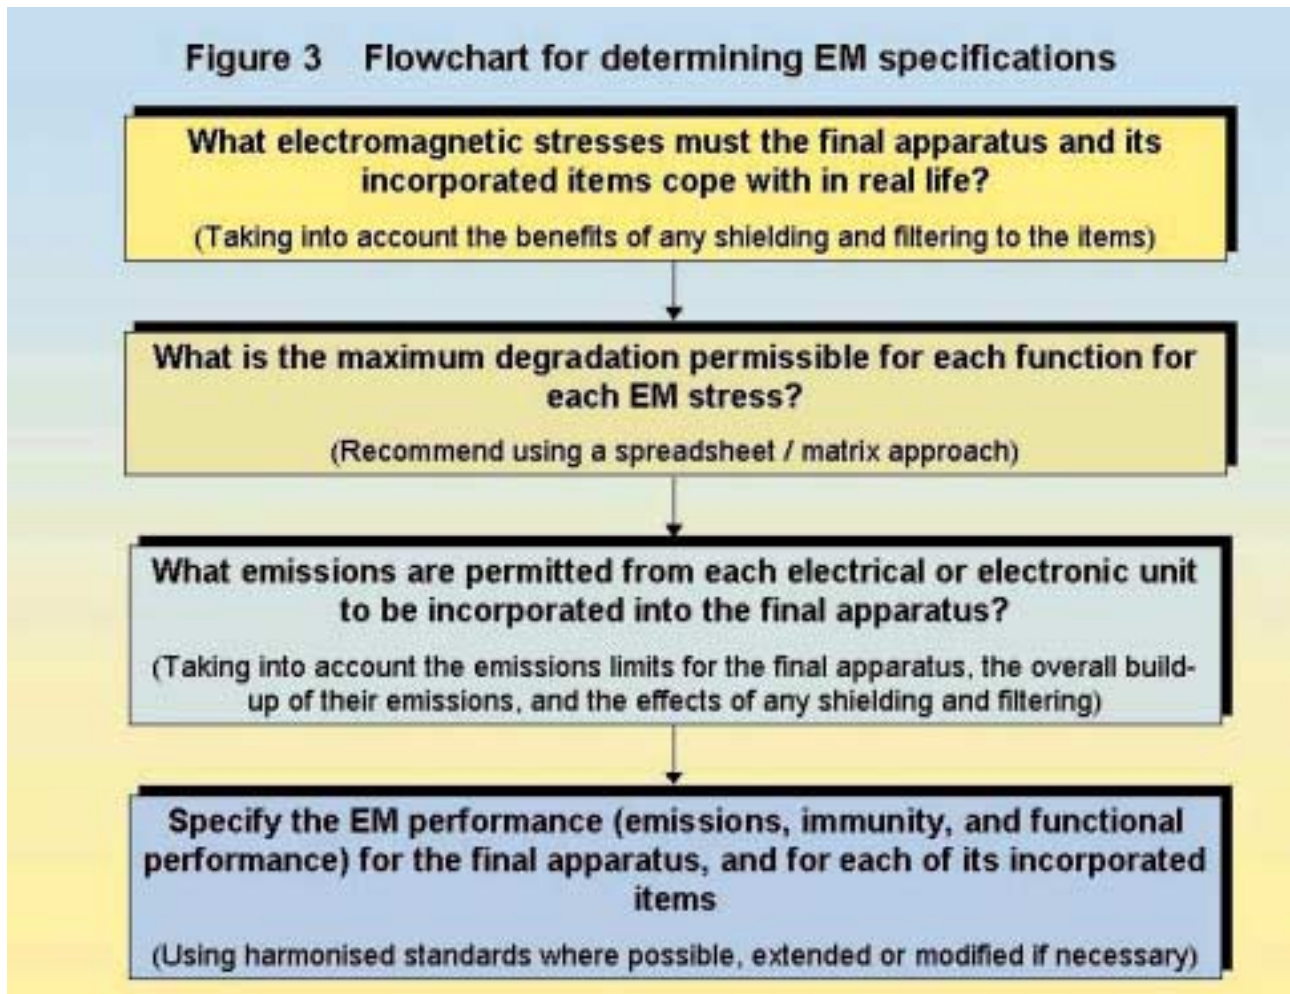 Figure 3 Flowchart for determining EM specifications
What electromagnetic stresses must the final apparatus and its
incorporated items cope with in real life?
(Taking into account the benefits of any shielding and filtering to the items)
What is the maximum degradation permissible for each function for
each EM stress?
(Recommend using a spreadsheet / matrix approach)
What emissions are permitted from each electrical or electronic unit
to be incorporated into the final apparatus?
(Taking into account the emissions limits for the final apparatus, the overall build-
up of their emissions, and the effects of any shielding and filtering)
Specify the EM performance (emissions, immunity, and functional
performance) for the final apparatus, and for each of its incorporated
items
(Using harmonised standards where possible, extended or modified if necessary)